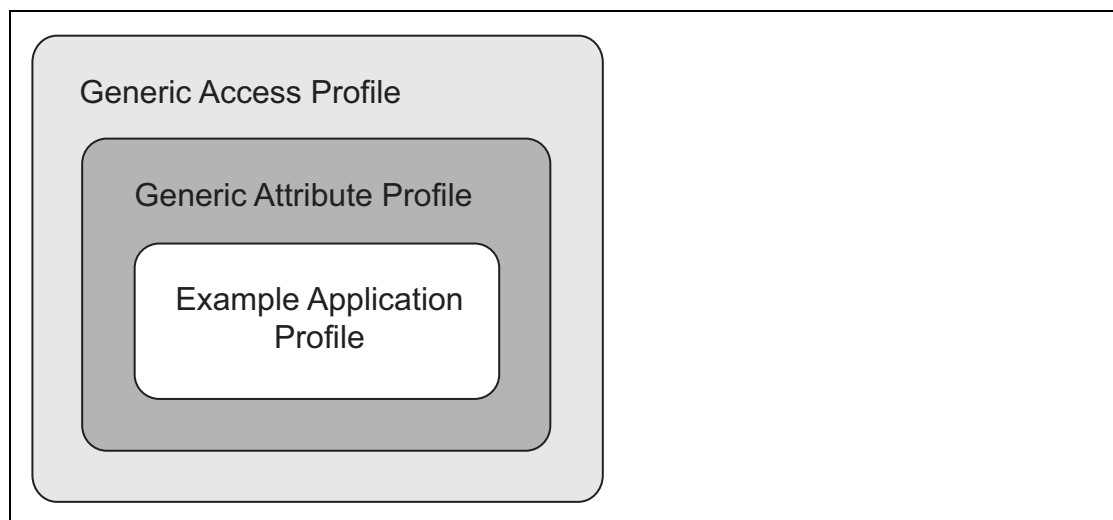 Generic Access Profile
Generic Attribute Profile
Example Application
Profile